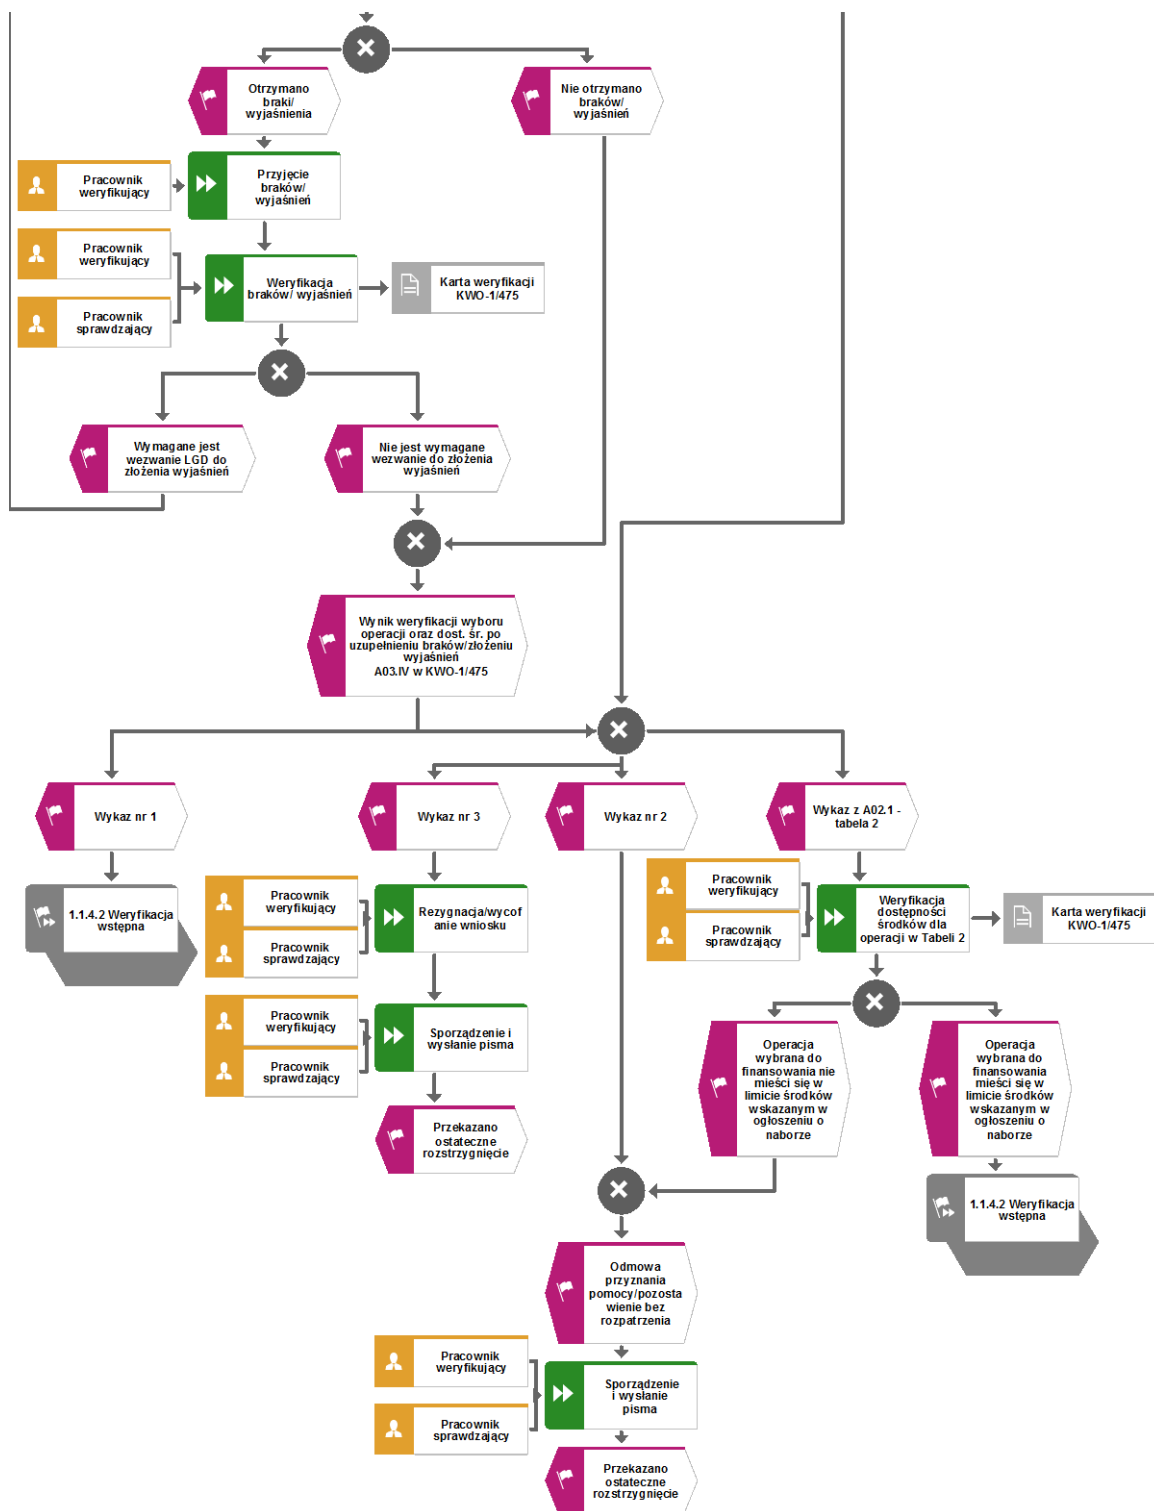 Otrzymano
braki/
wyjaśnienia
Nie otrzymano
braków/
wyjaśnień
Pracownik
weryfikujący
Przyjęcie
braków/
wyjaśnień
Pracownik
weryfikujący
Pracownik
sprawdzający
Weryfikacja
braków/ wyjaśnień
Karta weryfikacji
KWO-1/475
Wymagane jest
wezwanie LGD do
złożenia wyjaśnień
Nie jest wymagane
wezwanie do złożenia
wyjaśnień
Wynik weryfikacji wyboru
operacji oraz dost. śr. po
uzupełnieniu braków/złożeniu
wyjaśnień
A03.IV w KWO-1/475
Wykaz nr 1
Wykaz nr 3
Wykaz nr 2
Wykaz z A02.1 -
tabela 2
1.1.4.2 Weryfikacja
wstępna
Pracownik
weryfikujący
Pracownik
sprawdzający
Rezygnacja/wycof
anie wniosku
Pracownik
weryfikujący
Pracownik
sprawdzający
Weryfikacja
dostępności
środków dla
operacji w Tabeli 2
Karta weryfikacji
KWO-1/475
Pracownik
weryfikujący
Pracownik
sprawdzający
Sporządzenie i
wysłanie pisma
Operacja
wybrana do
finansowania nie
mieści się w
limicie środków
wskazanym w
ogłoszeniu o
naborze
Operacja
wybrana do
finansowania
mieści się w
limicie środków
wskazanym w
ogłoszeniu o
naborze
Przekazano
ostateczne
rozstrzygnięcie
1.1.4.2 Weryfikacja
wstępna
Odmowa
przyznania
pomocy/pozosta
wienie bez
rozpatrzenia
Pracownik
weryfikujący
Pracownik
sprawdzający
Sporządzenie
i wysłanie
pisma
Przekazano
ostateczne
rozstrzygnięcie